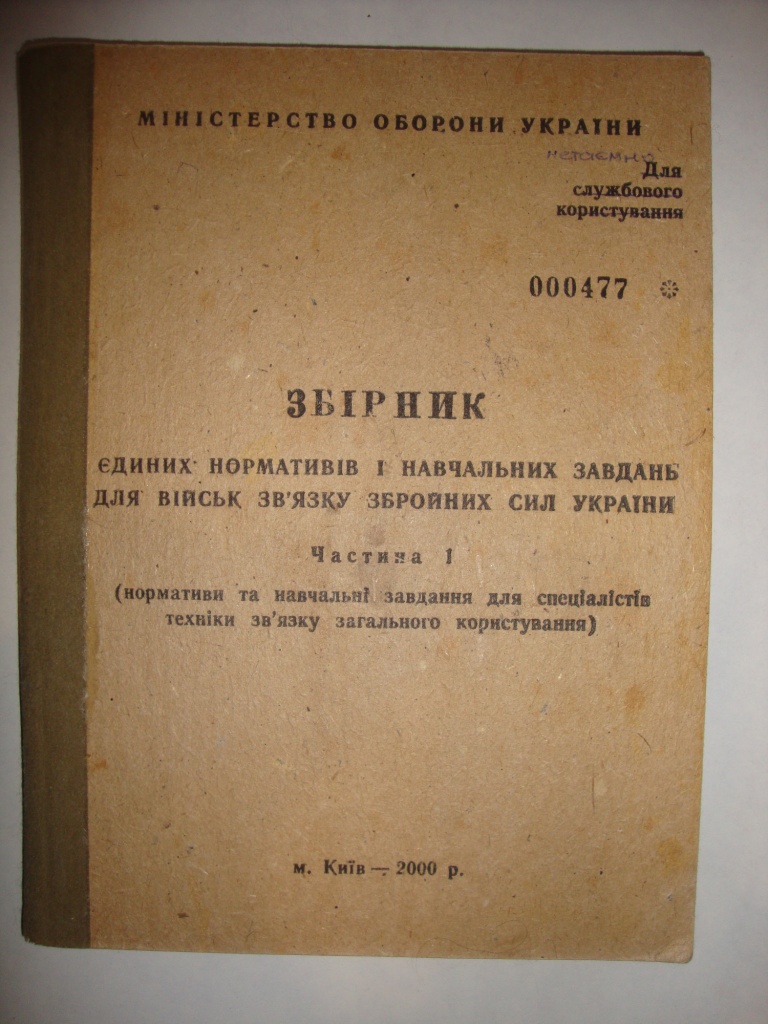 МІНІСТЕРСТВО ОБОРОНИ УКРАЇНИ
нетаємно
Для
службового
користування
000477
ЗБІРНИК
ЄДИНИХ НОРМАТИВІВ І НАВЧАЛЬНИХ ЗАВДАНЬ
ДЛЯ ВІЙСЬК ЗВ'ЯЗКУ ЗБРОЙНИХ СИЛ УКРАЇНИ
Частина 1
(нормативи та навчальні завдання для спеціалістів
техніки зв'язку загального користування)
м. Київ — 2000 р.